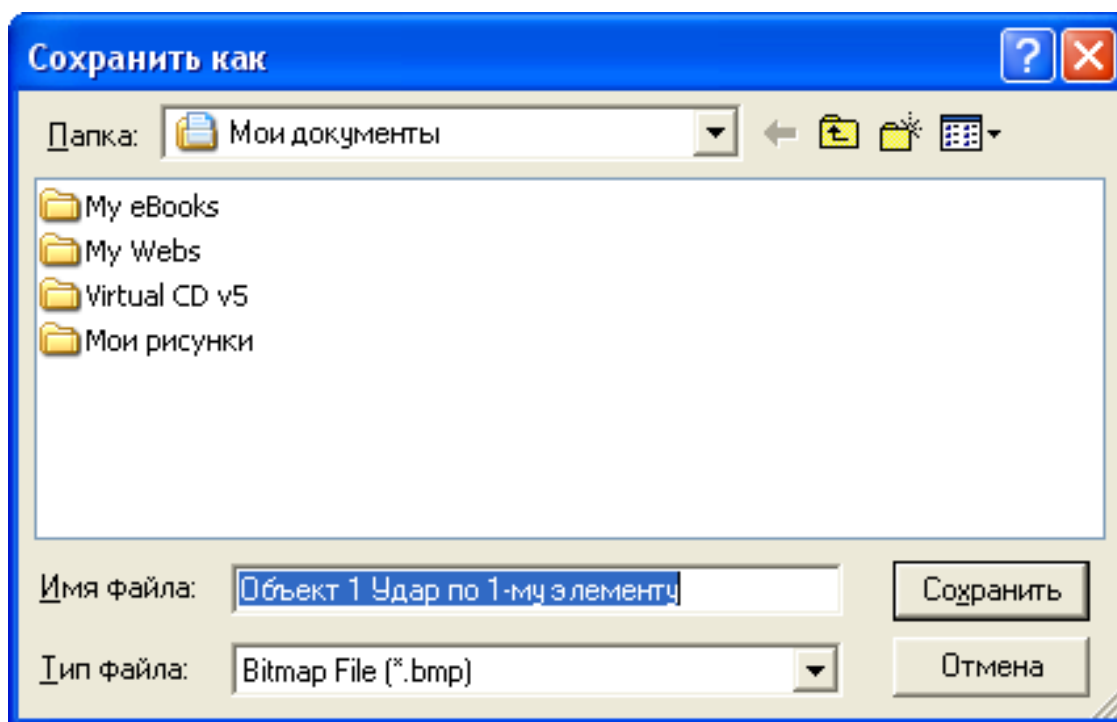 Сохранить как
Папка: Мои документы
My eBooks
My Webs
Virtual CD v5
Мои рисунки
Имя файла: Объект 1 Удар по 1-му элементу Сохранить
Тип файла: Bitmap File (*.bmp) Отмена